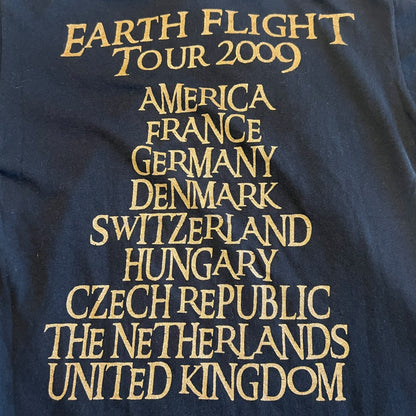 EARTH FLIGHT
TOUR 2009
AMERICA
FRANCE
GERMANY
DENMARK
SWITZERLAND
HUNGARY
CZECH REPUBLIC
THE NETHERLANDS
UNITED KINGDOM